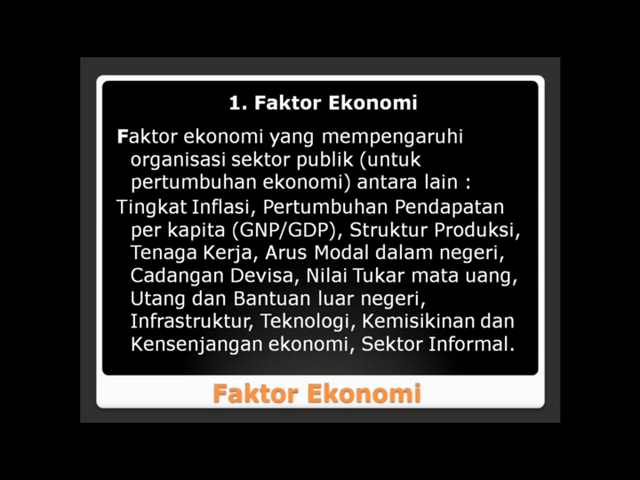 1. Faktor Ekonomi
Faktor ekonomi yang mempengaruhi
organisasi sektor publik (untuk
pertumbuhan ekonomi) antara lain :
Tingkat Inflasi, Pertumbuhan Pendapatan
per kapita (GNP/GDP), Struktur Produksi,
Tenaga Kerja, Arus Modal dalam negeri,
Cadangan Devisa, Nilai Tukar mata uang,
Utang dan Bantuan luar negeri,
Infrastruktur, Teknologi, Kemisikinan dan
Kensenjangan ekonomi, Sektor Informal.
Faktor Ekonomi